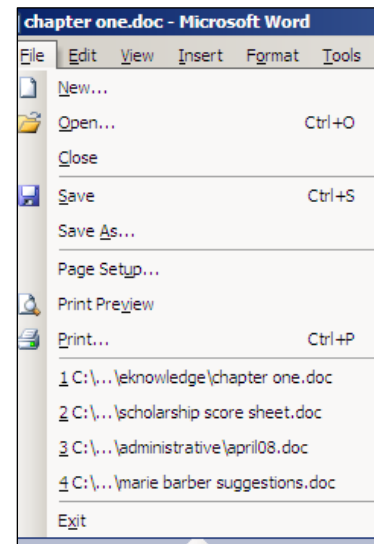 chapter one.doc - Microsoft Word
File Edit View Insert Format Tools
New...
Open... Ctrl+O
Close
Save Ctrl+S
Save As...
Page Setup...
Print Preview
Print... Ctrl+P
1 C:\...\eknowledge\chapter one.doc
2 C:\...\scholarship score sheet.doc
3 C:\...\administrative\april08.doc
4 C:\...\marie barber suggestions.doc
Exit